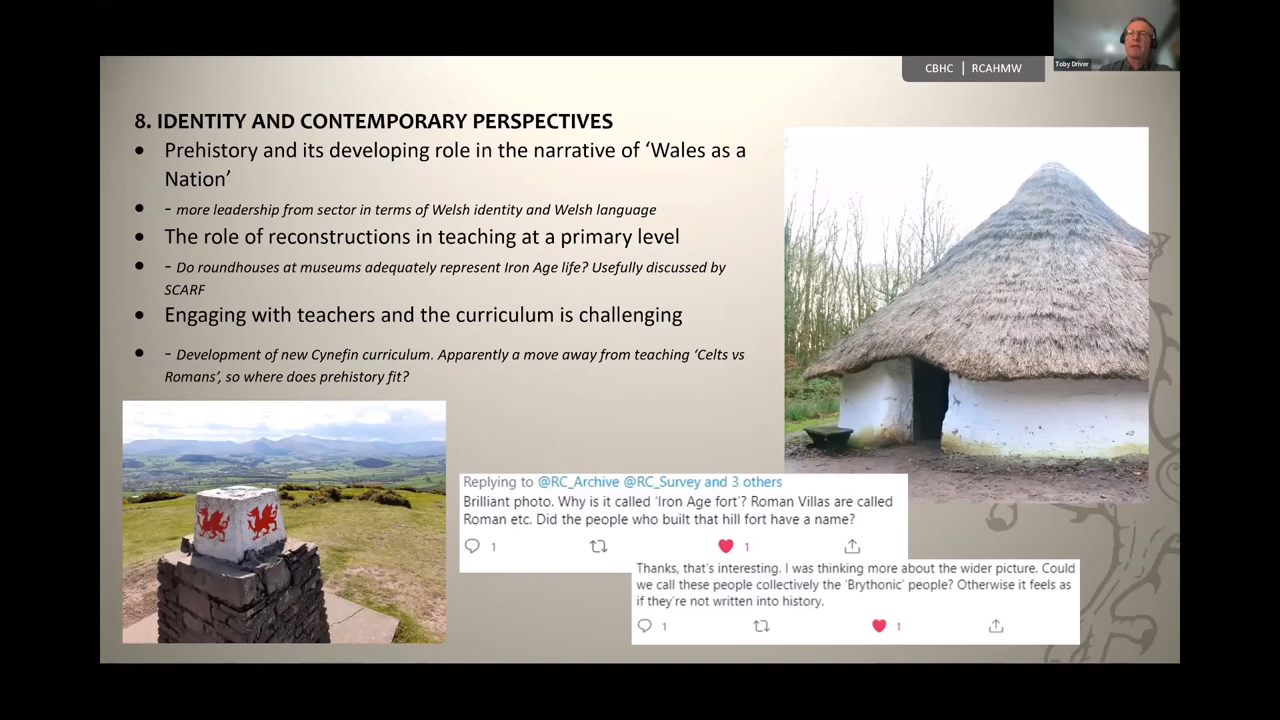 CBHC | RCAHMW
Toby Driver
8. IDENTITY AND CONTEMPORARY PERSPECTIVES
• Prehistory and its developing role in the narrative of ‘Wales as a
Nation’
• - more leadership from sector in terms of Welsh identity and Welsh language
• The role of reconstructions in teaching at a primary level
• - Do roundhouses at museums adequately represent Iron Age life? Usefully discussed by
SCARF
• Engaging with teachers and the curriculum is challenging
• - Development of new Cynefin curriculum. Apparently a move away from teaching ‘Celts vs
Romans’, so where does prehistory fit?
Replying to @RC_Archive @RC_Survey and 3 others
Brilliant photo. Why is it called 'Iron Age fort'? Roman Villas are called
Roman etc. Did the people who built that hill fort have a name?
1 1
Thanks, that's interesting. I was thinking more about the wider picture. Could
we call these people collectively the 'Brythonic' people? Otherwise it feels as
if they're not written into history.
1 1